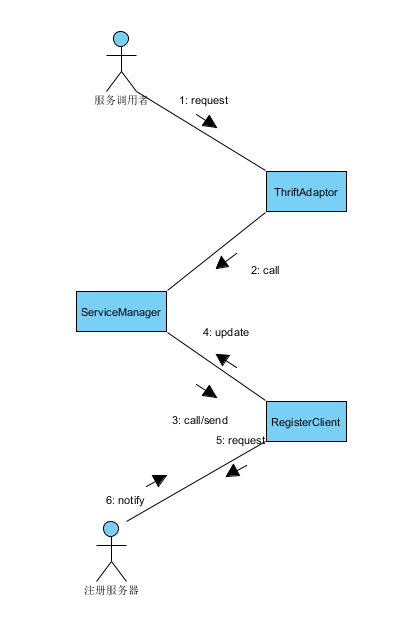 服务调用者
1: request
ThriftAdaptor
2: call
ServiceManager
4: update
3: call/send
RegisterClient
5: request
6: notify
注册服务器